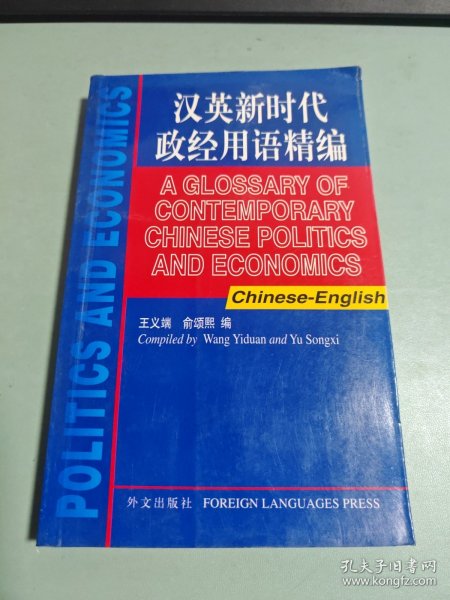 POLITICS AND ECONOMICS
汉英新时代
政经用语精编
A GLOSSARY OF
CONTEMPORARY
CHINESE POLITICS
AND ECONOMICS
Chinese-English
王义端 俞颂熙 编
Compiled by Wang Yiduan and Yu Songxi
外文出版社 FOREIGN LANGUAGES PRESS
孔夫子旧书网
www.kongfz.com